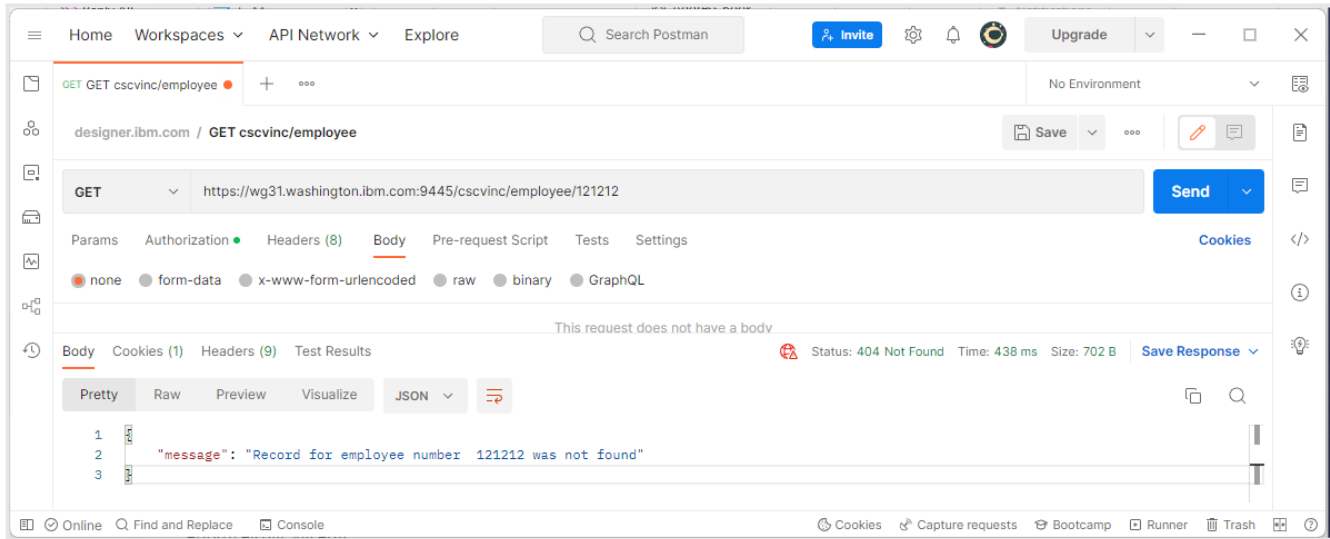 Home Workspaces API Network Explore Search Postman Invite Upgrade
GET GET cscvinc/employee No Environment
designer.ibm.com / GET cscvinc/employee Save
GET https://wg31.washington.ibm.com:9445/cscvinc/employee/121212 Send
Params Authorization Headers (8) Body Pre-request Script Tests Settings Cookies
none form-data x-www-form-urlencoded raw binary GraphQL
This request does not have a body
Body Cookies (1) Headers (9) Test Results Status: 404 Not Found Time: 438 ms Size: 702 B Save Response
Pretty Raw Preview Visualize JSON
1 {
2 "message": "Record for employee number  121212 was not found"
3 }
Online Find and Replace Console Cookies Capture requests Bootcamp Runner Trash